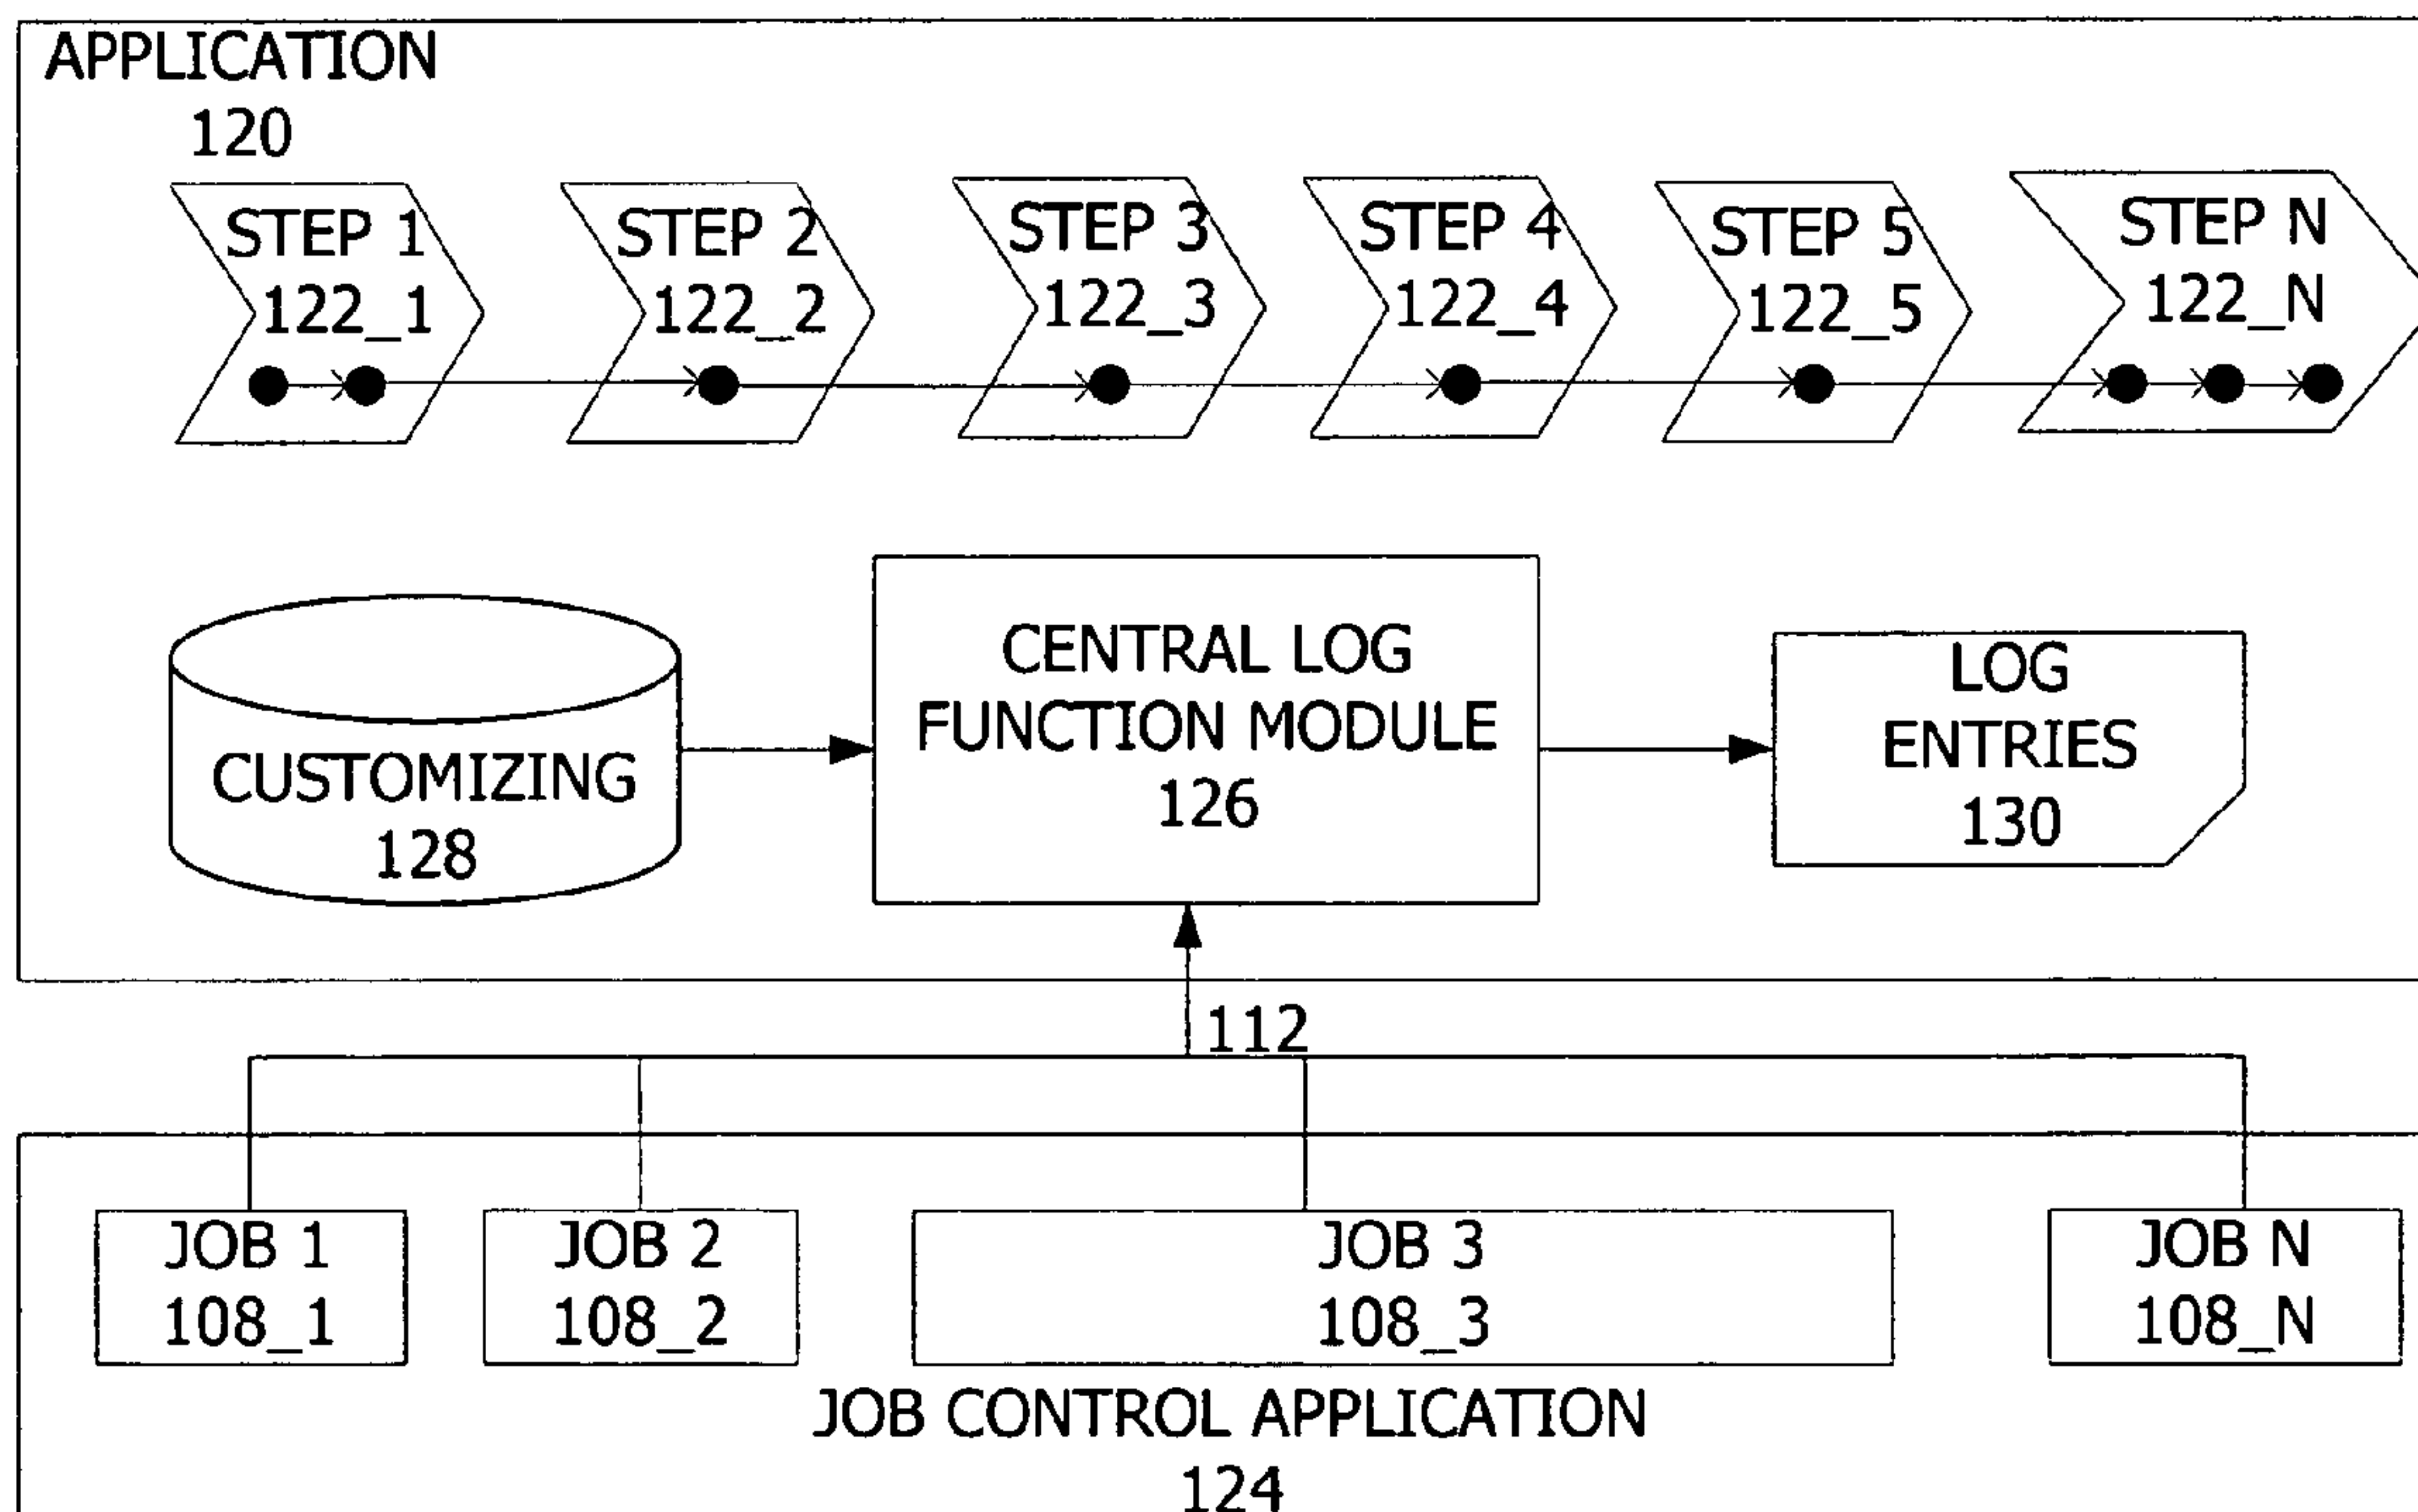 APPLICATION
120
STEP 1
122_1
STEP 2
122_2
STEP 3
122_3
STEP 4
122_4
STEP 5
122_5
STEP N
122_N
CUSTOMIZING
128
CENTRAL LOG
FUNCTION MODULE
126
LOG
ENTRIES
130
112
JOB 1
108_1
JOB 2
108_2
JOB 3
108_3
JOB N
108_N
JOB CONTROL APPLICATION
124